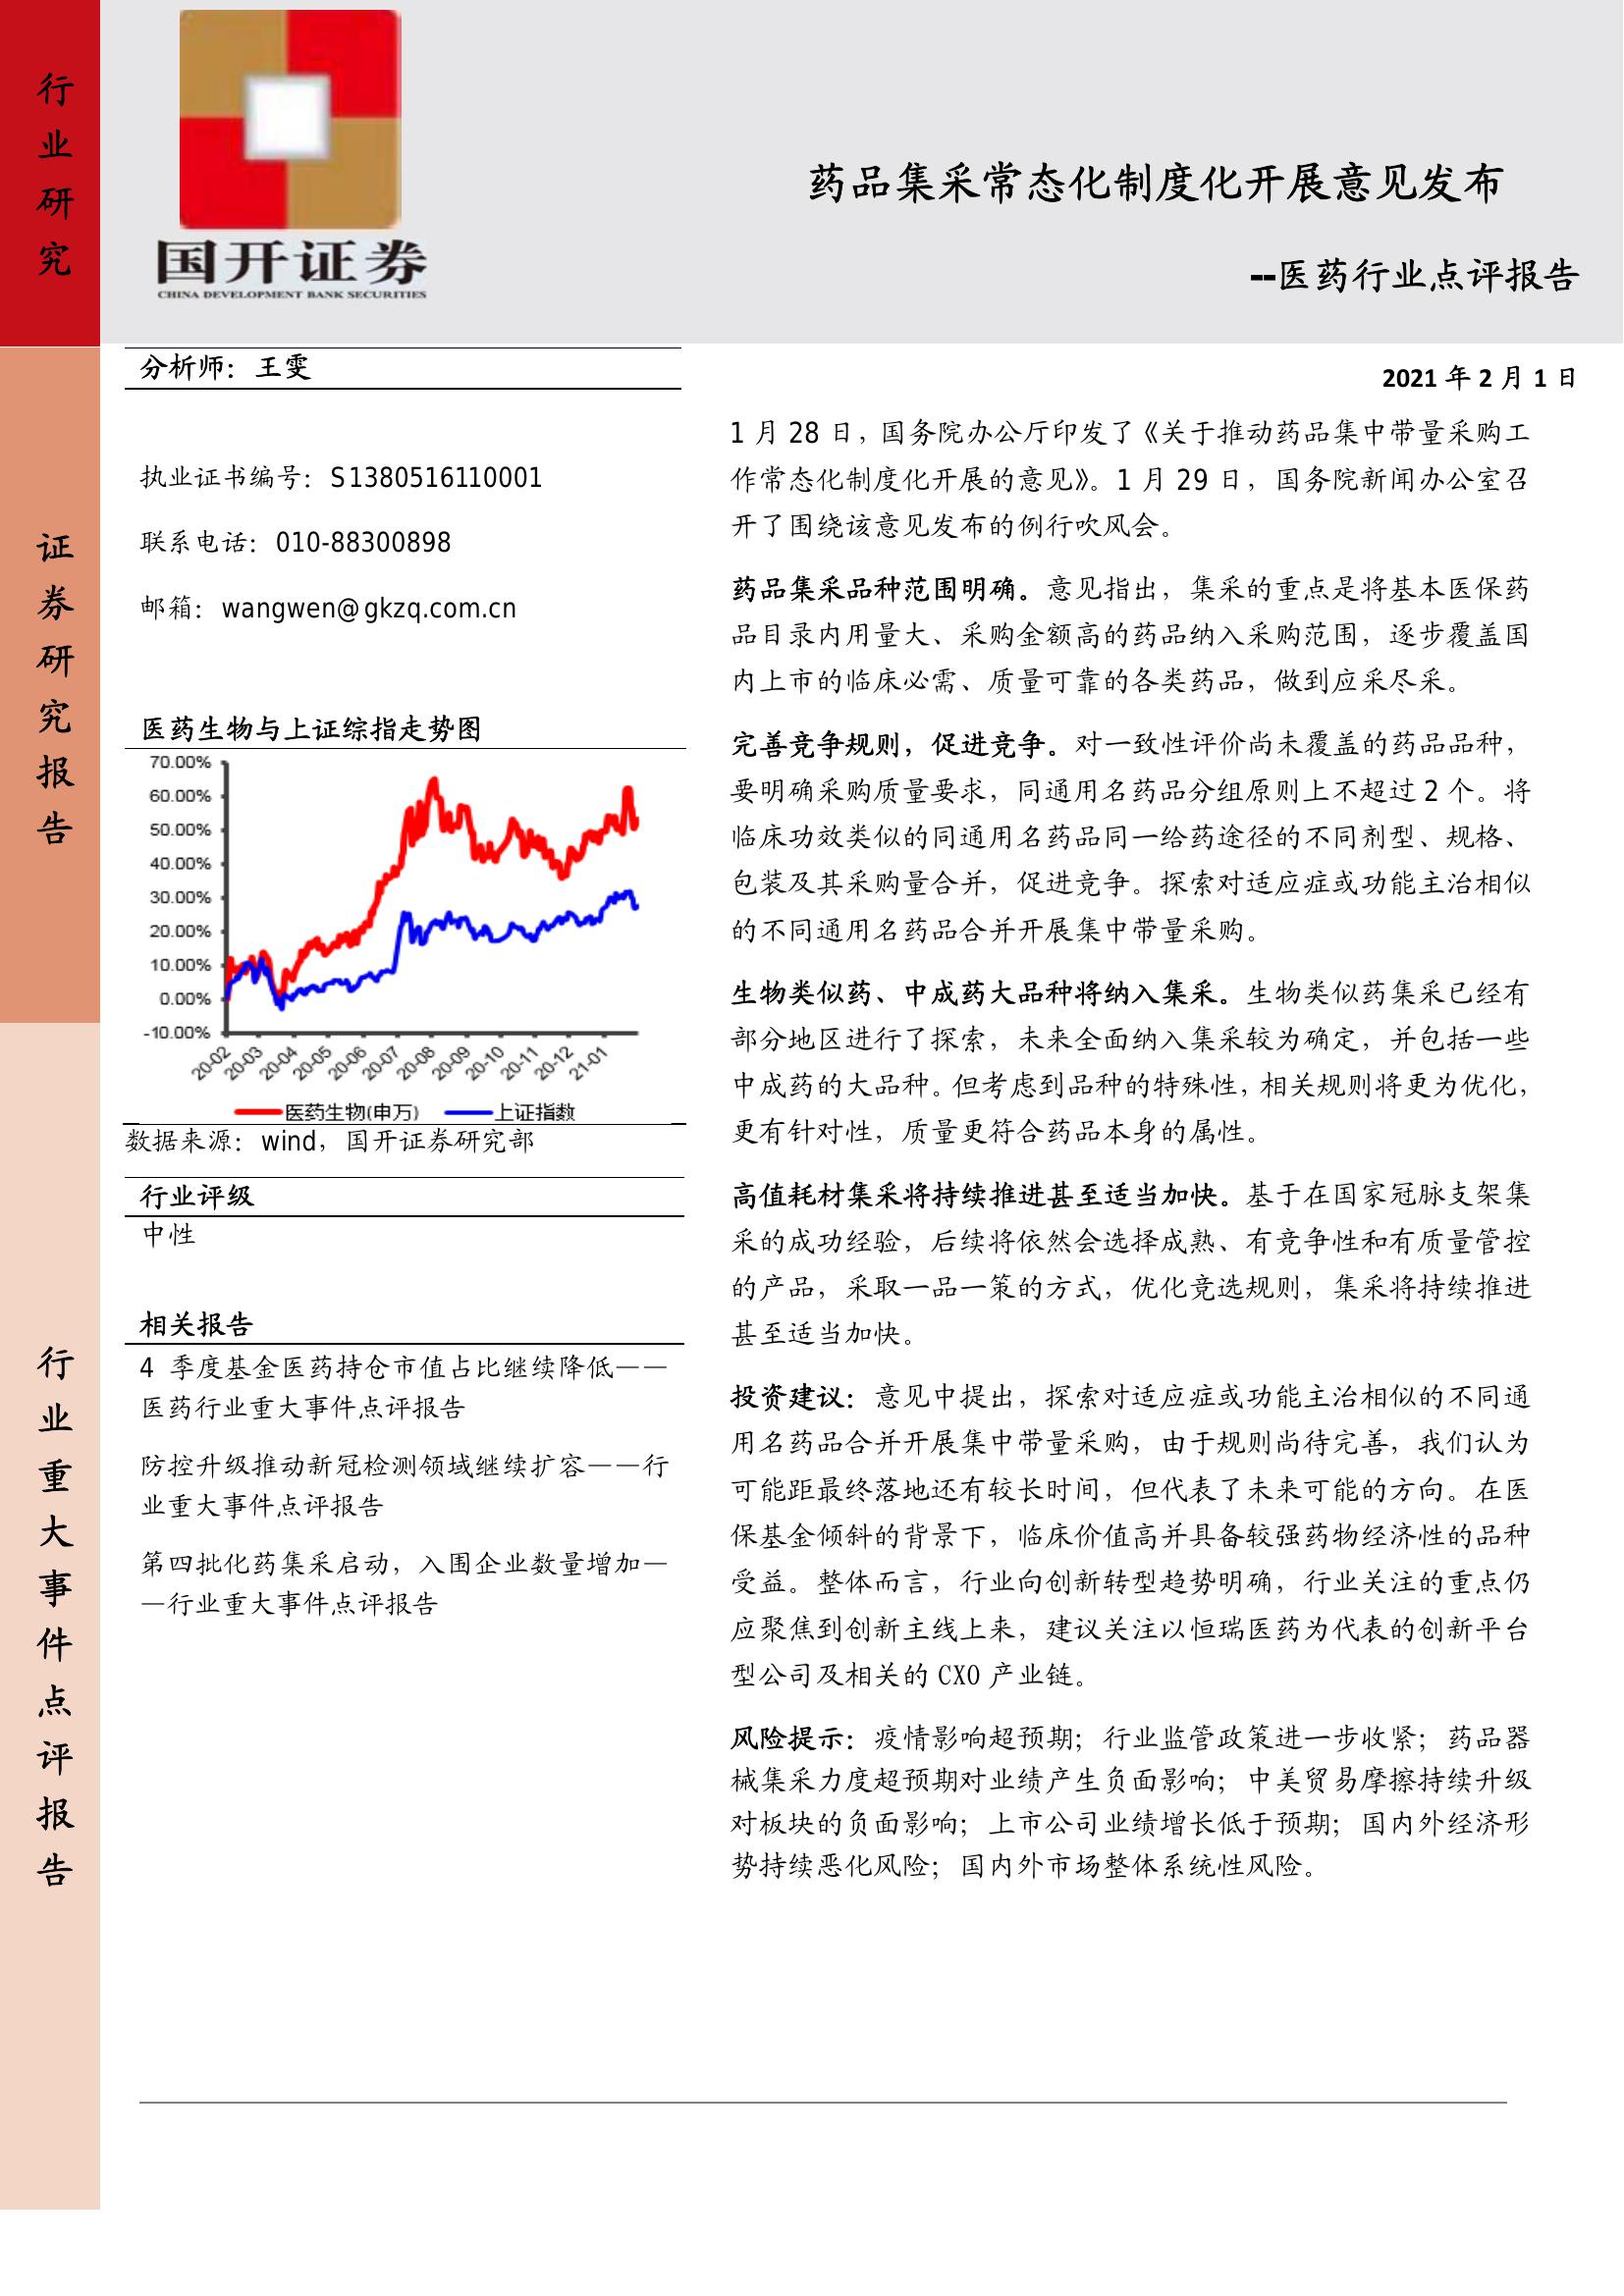 行业研究
证券研究报告
行业重大事件点评报告
国开证券
CHINA DEVELOPMENT BANK SECURITIES
药品集采常态化制度化开展意见发布
--医药行业点评报告
分析师：王雯
执业证书编号：S1380516110001
联系电话：010-88300898
邮箱：wangwen@gkzq.com.cn
医药生物与上证综指走势图
70.00%
60.00%
50.00%
40.00%
30.00%
20.00%
10.00%
0.00%
-10.00%
20-02
20-03
20-04
20-05
20-06
20-07
20-08
20-09
20-10
20-11
20-12
21-01
医药生物(申万)
上证指数
数据来源：wind，国开证券研究部
行业评级
中性
相关报告
4 季度基金医药持仓市值占比继续降低——
医药行业重大事件点评报告
防控升级推动新冠检测领域继续扩容——行
业重大事件点评报告
第四批化药集采启动，入围企业数量增加—
—行业重大事件点评报告
2021 年 2 月 1 日
1 月 28 日，国务院办公厅印发了《关于推动药品集中带量采购工
作常态化制度化开展的意见》。1 月 29 日，国务院新闻办公室召
开了围绕该意见发布的例行吹风会。
药品集采品种范围明确。意见指出，集采的重点是将基本医保药
品目录内用量大、采购金额高的药品纳入采购范围，逐步覆盖国
内上市的临床必需、质量可靠的各类药品，做到应采尽采。
完善竞争规则，促进竞争。对一致性评价尚未覆盖的药品品种，
要明确采购质量要求，同通用名药品分组原则上不超过 2 个。将
临床功效类似的同通用名药品同一给药途径的不同剂型、规格、
包装及其采购量合并，促进竞争。探索对适应症或功能主治相似
的不同通用名药品合并开展集中带量采购。
生物类似药、中成药大品种将纳入集采。生物类似药集采已经有
部分地区进行了探索，未来全面纳入集采较为确定，并包括一些
中成药的大品种。但考虑到品种的特殊性，相关规则将更为优化，
更有针对性，质量更符合药品本身的属性。
高值耗材集采将持续推进甚至适当加快。基于在国家冠脉支架集
采的成功经验，后续将依然会选择成熟、有竞争性和有质量管控
的产品，采取一品一策的方式，优化竞选规则，集采将持续推进
甚至适当加快。
投资建议：意见中提出，探索对适应症或功能主治相似的不同通
用名药品合并开展集中带量采购，由于规则尚待完善，我们认为
可能距最终落地还有较长时间，但代表了未来可能的方向。在医
保基金倾斜的背景下，临床价值高并具备较强药物经济性的品种
受益。整体而言，行业向创新转型趋势明确，行业关注的重点仍
应聚焦到创新主线上来，建议关注以恒瑞医药为代表的创新平台
型公司及相关的 CXO 产业链。
风险提示：疫情影响超预期；行业监管政策进一步收紧；药品器
械集采力度超预期对业绩产生负面影响；中美贸易摩擦持续升级
对板块的负面影响；上市公司业绩增长低于预期；国内外经济形
势持续恶化风险；国内外市场整体系统性风险。